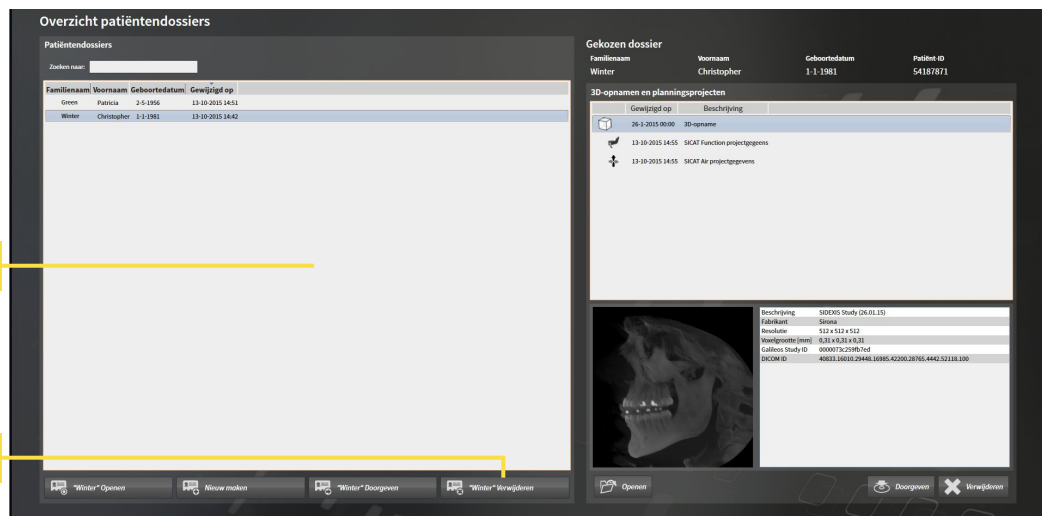 Overzicht patiëntendossiers
Patiëntendossiers
Zoeken naar:
Familienaam Voornaam Geboortedatum Gewijzigd op
Green Patricia 2-5-1956 13-10-2015 14:51
Winter Christopher 1-1-1981 13-10-2015 14:42
"Winter" Openen
Nieuw maken
"Winter" Doorgeven
"Winter" Verwijderen
Gekozen dossier
Familienaam Voornaam Geboortedatum Patiënt-ID
Winter Christopher 1-1-1981 54187871
3D-opnamen en planningsprojecten
Gewijzigd op Beschrijving
26-1-2015 00:00 3D-opname
13-10-2015 14:55 SICAT Function projectgegeens
13-10-2015 14:55 SICAT Air projectgegevens
Beschrijving SIDEXIS Study (26.01.15)
Fabrikant Sirona
Resolutie 512 x 512 x 512
Voxelgrootte [mm] 0,31 x 0,31 x 0,31
Galileos Study ID 0000073c259fb7ed
DICOM ID 40833.16010.29448.16985.42200.28765.4442.52118.100
Openen
Doorgeven
Verwijderen